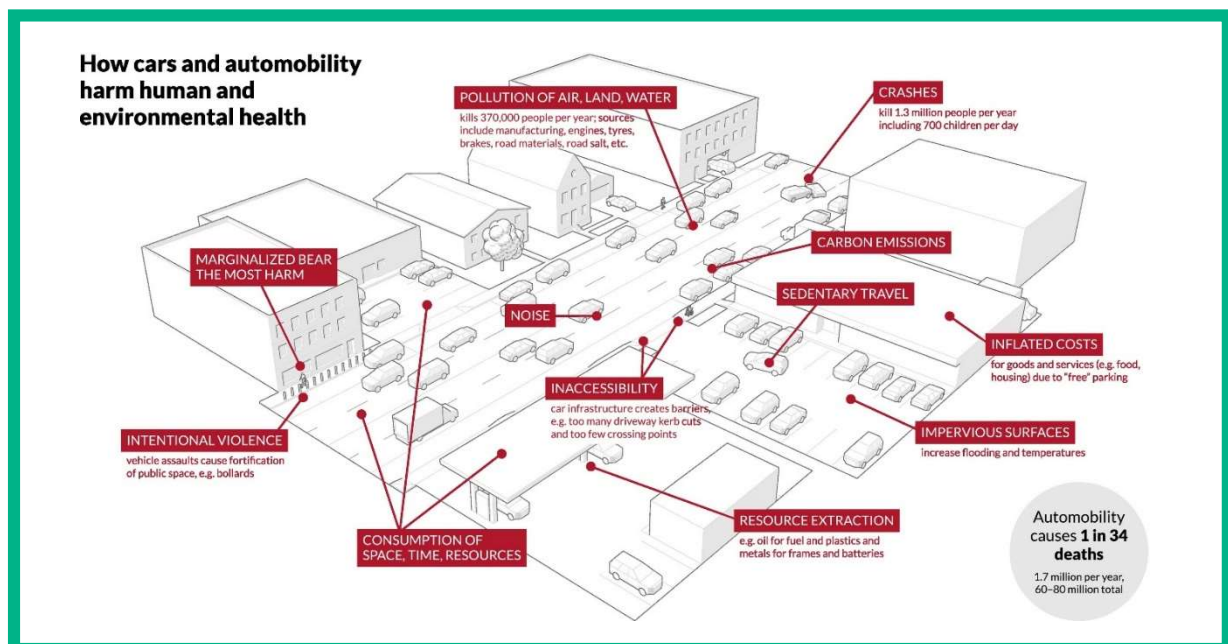 How cars and automobility
harm human and
environmental health
POLLUTION OF AIR, LAND, WATER
kills 370,000 people per year; sources
include manufacturing, engines, tyres,
brakes, road materials, road salt, etc.
CRASHES
kill 1.3 million people per year
including 700 children per day
MARGINALIZED BEAR
THE MOST HARM
CARBON EMISSIONS
SEDENTARY TRAVEL
NOISE
INACCESSIBILITY
car infrastructure creates barriers,
e.g. too many driveway kerb cuts
and too few crossing points
INFLATED COSTS
for goods and services (e.g. food,
housing) due to "free" parking
INTENTIONAL VIOLENCE
vehicle assaults cause fortification
of public space, e.g. bollards
IMPERVIOUS SURFACES
increase flooding and temperatures
CONSUMPTION OF
SPACE, TIME, RESOURCES
RESOURCE EXTRACTION
e.g. oil for fuel and plastics and
metals for frames and batteries
Automobility
causes 1 in 34
deaths
1.7 million per year,
60–80 million total